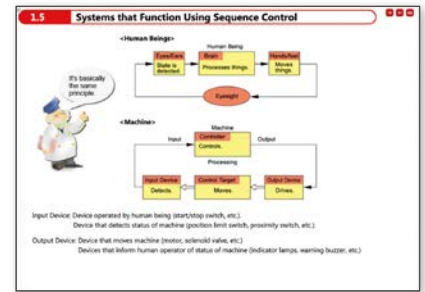 1.5 Systems that Function Using Sequence Control
<Human Beings>
Human Being
Eyes/Ears
State is
detected.
Brain
Processes things.
Hands/feet
Moves
things.
Eyesight
It's basically
the same
principle.
<Machine>
Machine
Input
Controller
Controls.
Output
Processing
Input Device
Detects.
Control Target
Moves.
Output Device
Drives.
Input Device: Device operated by human being (start/stop switch, etc.).
Device that detects status of machine (position limit switch, proximity switch, etc.)
Output Device: Device that moves machine (motor, solenoid valve, etc.)
Devices that inform human operator of status of machine (indicator lamps, warning buzzer, etc.)